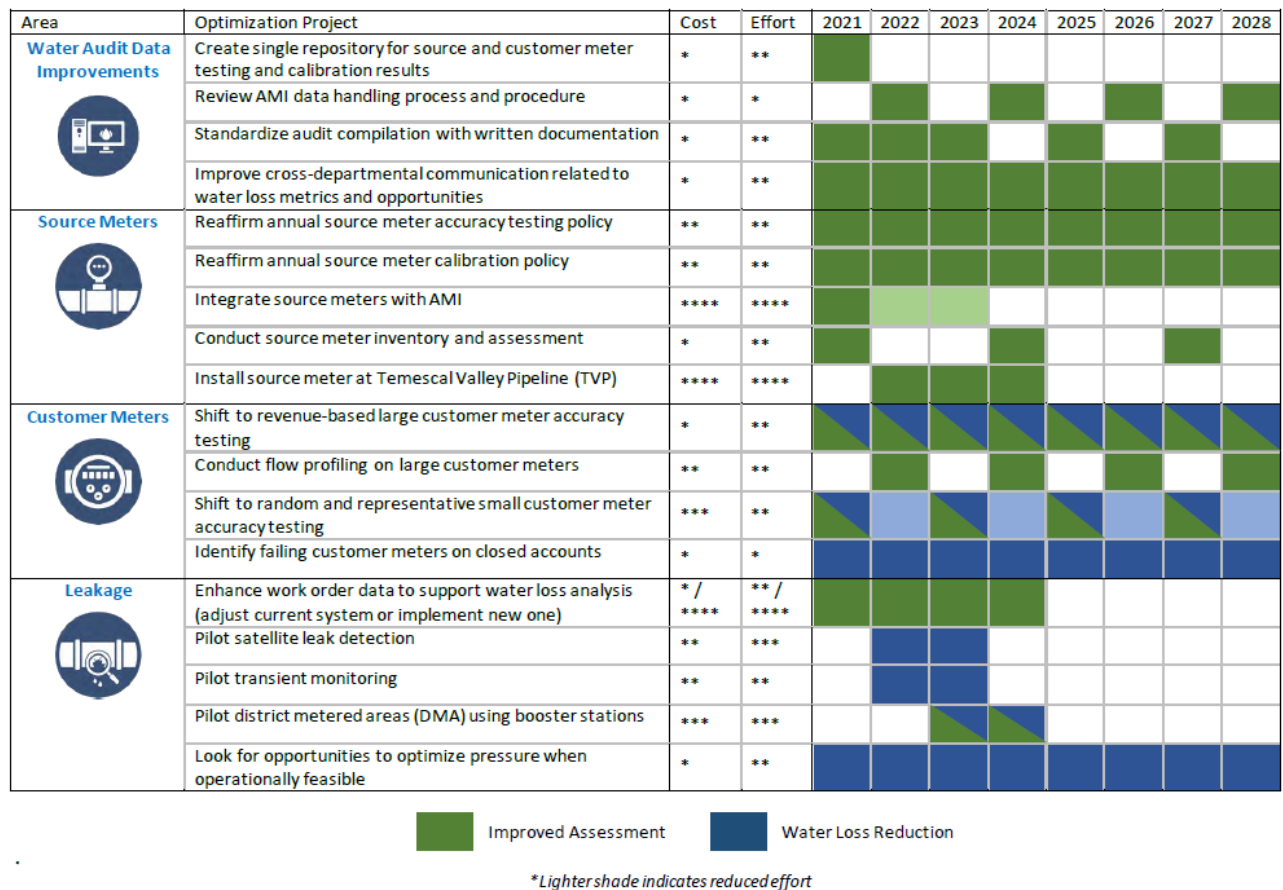 Area Optimization Project Cost Effort 2021 2022 2023 2024 2025 2026 2027 2028
Water Audit Data
Improvements
Create single repository for source and customer meter
testing and calibration results
* **
Review AMI data handling process and procedure * *
Standardize audit compilation with written documentation * **
Improve cross-departmental communication related to
water loss metrics and opportunities
* **
Source Meters
Reaffirm annual source meter accuracy testing policy ** **
Reaffirm annual source meter calibration policy ** **
Integrate source meters with AMI **** ****
Conduct source meter inventory and assessment * **
Install source meter at Temescal Valley Pipeline (TVP) **** ****
Customer Meters
Shift to revenue-based large customer meter accuracy
testing
* **
Conduct flow profiling on large customer meters ** **
Shift to random and representative small customer meter
accuracy testing
*** **
Identify failing customer meters on closed accounts * *
Leakage
Enhance work order data to support water loss analysis
(adjust current system or implement new one)
* / ** /
**** ****
Pilot satellite leak detection ** ***
Pilot transient monitoring ** **
Pilot district metered areas (DMA) using booster stations *** ***
Look for opportunities to optimize pressure when
operationally feasible
* **
Improved Assessment Water Loss Reduction
.
*Lighter shade indicates reduced effort